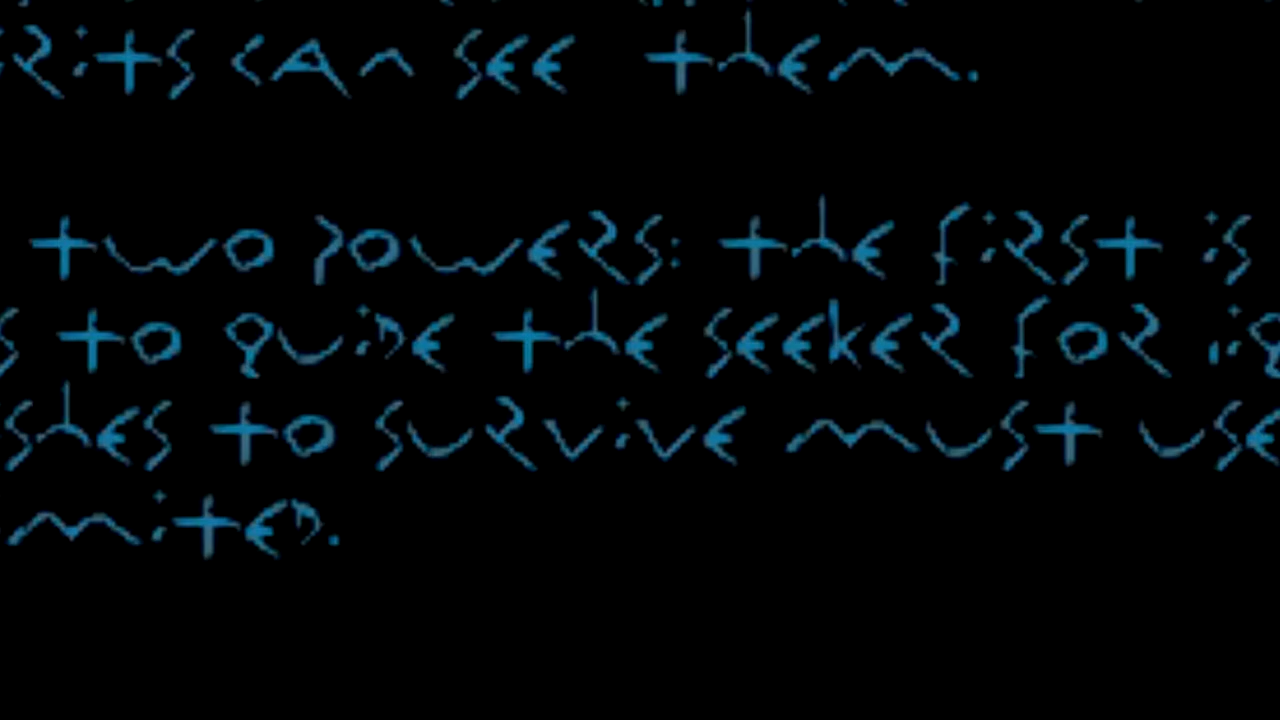 rits can see them.
two powers: the first is
s to guide the seeker for
shes to survive must use
mited.